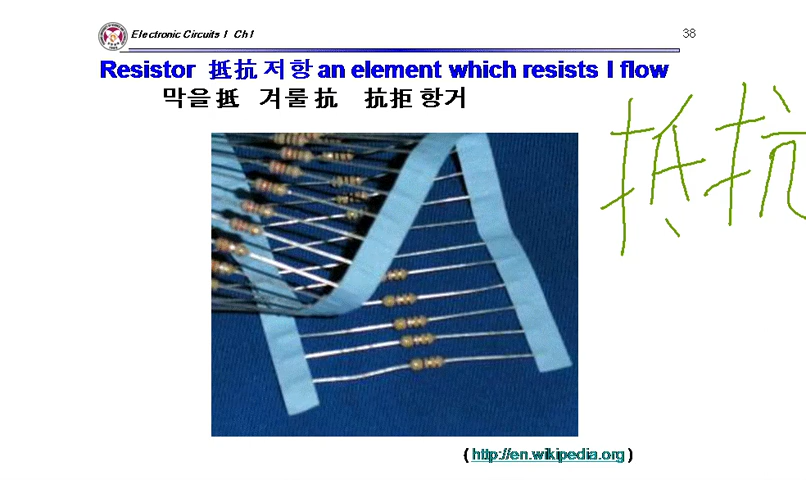 Electronic Circuits 1 Ch1
38
Resistor 抵抗 저항 an element which resists I flow
막을 抵 겨룰 抗 抗拒 항거
抵抗
(http://en.wikipedia.org)